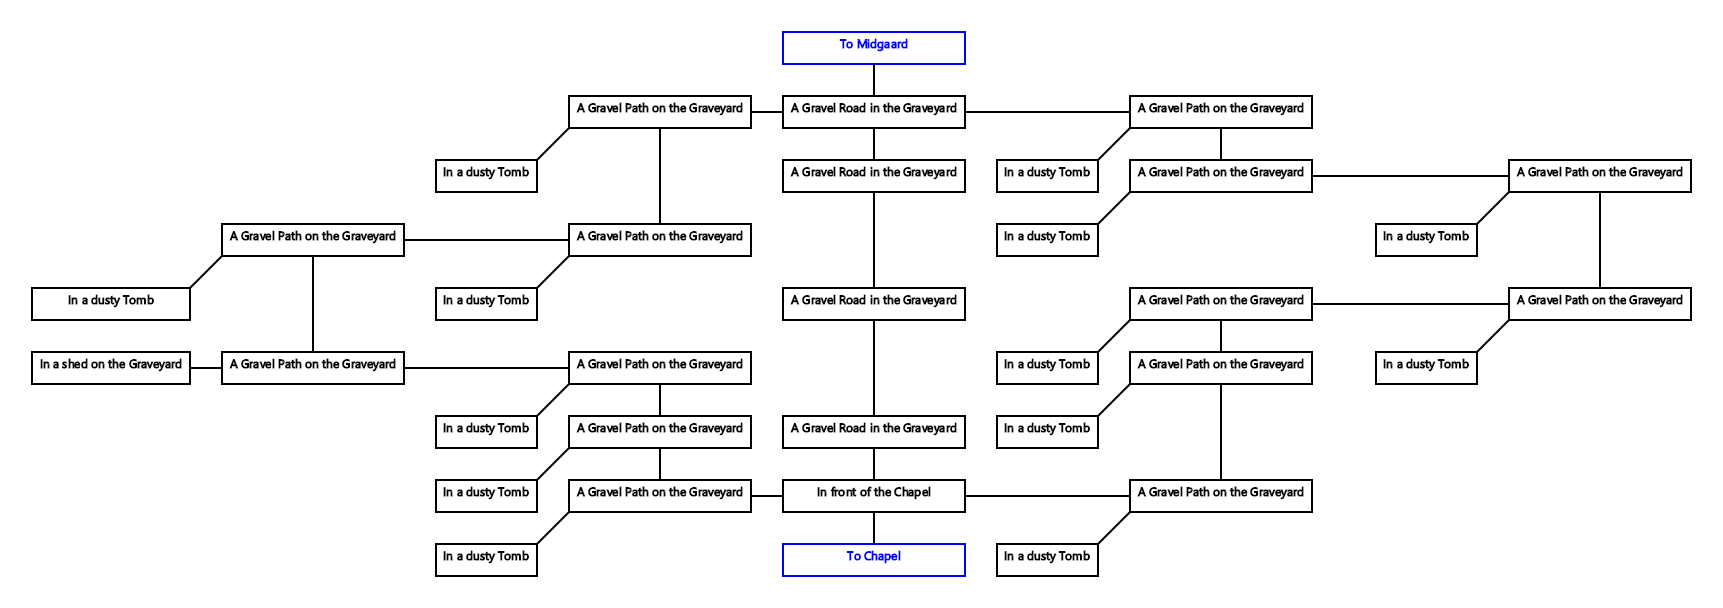 To Midgaard
A Gravel Path on the Graveyard
A Gravel Road in the Graveyard
A Gravel Path on the Graveyard
In a dusty Tomb
A Gravel Road in the Graveyard
In a dusty Tomb
A Gravel Path on the Graveyard
A Gravel Path on the Graveyard
A Gravel Path on the Graveyard
A Gravel Path on the Graveyard
In a dusty Tomb
In a dusty Tomb
In a dusty Tomb
In a dusty Tomb
A Gravel Road in the Graveyard
A Gravel Path on the Graveyard
A Gravel Path on the Graveyard
In a shed on the Graveyard
A Gravel Path on the Graveyard
A Gravel Path on the Graveyard
In a dusty Tomb
A Gravel Path on the Graveyard
In a dusty Tomb
In a dusty Tomb
A Gravel Path on the Graveyard
A Gravel Road in the Graveyard
In a dusty Tomb
In a dusty Tomb
A Gravel Path on the Graveyard
In front of the Chapel
A Gravel Path on the Graveyard
In a dusty Tomb
To Chapel
In a dusty Tomb